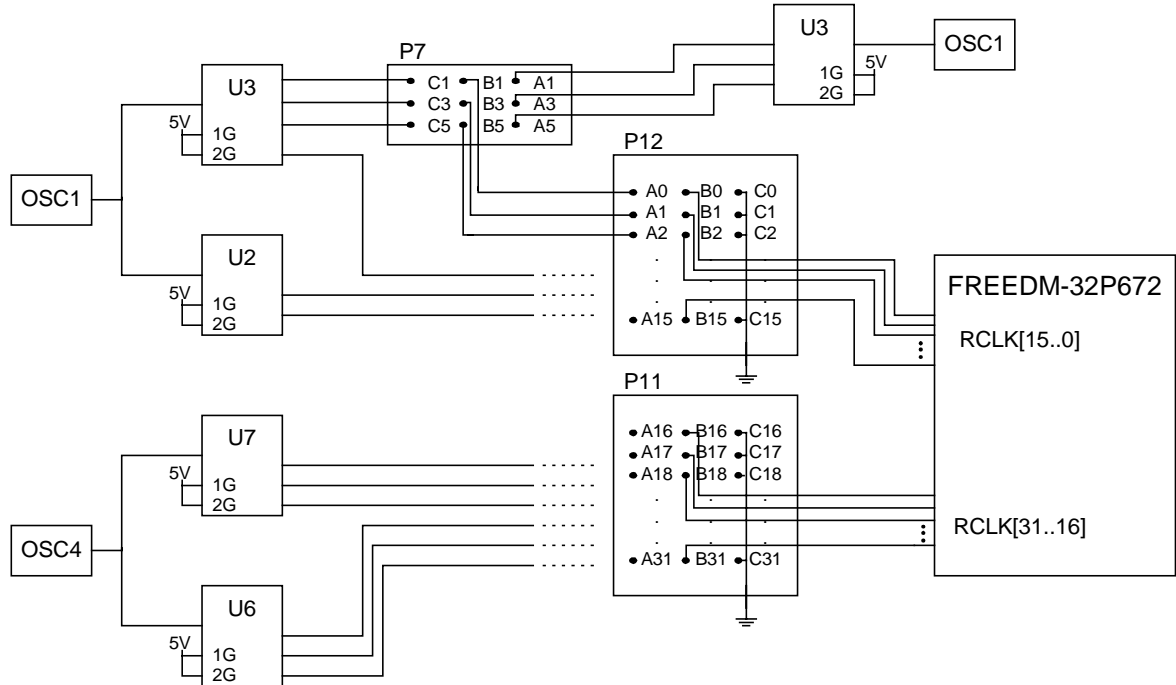 U3
OSC1
5V
1G
2G
P7
C1 B1 A1
C3 B3 A3
C5 B5 A5
U3
5V
1G
2G
OSC1
P12
A0 B0 C0
A1 B1 C1
A2 B2 C2
A15 B15 C15
U2
5V
1G
2G
FREEDM-32P672
RCLK[15..0]
RCLK[31..16]
P11
A16 B16 C16
A17 B17 C17
A18 B18 C18
A31 B31 C31
U7
5V
1G
2G
OSC4
U6
5V
1G
2G